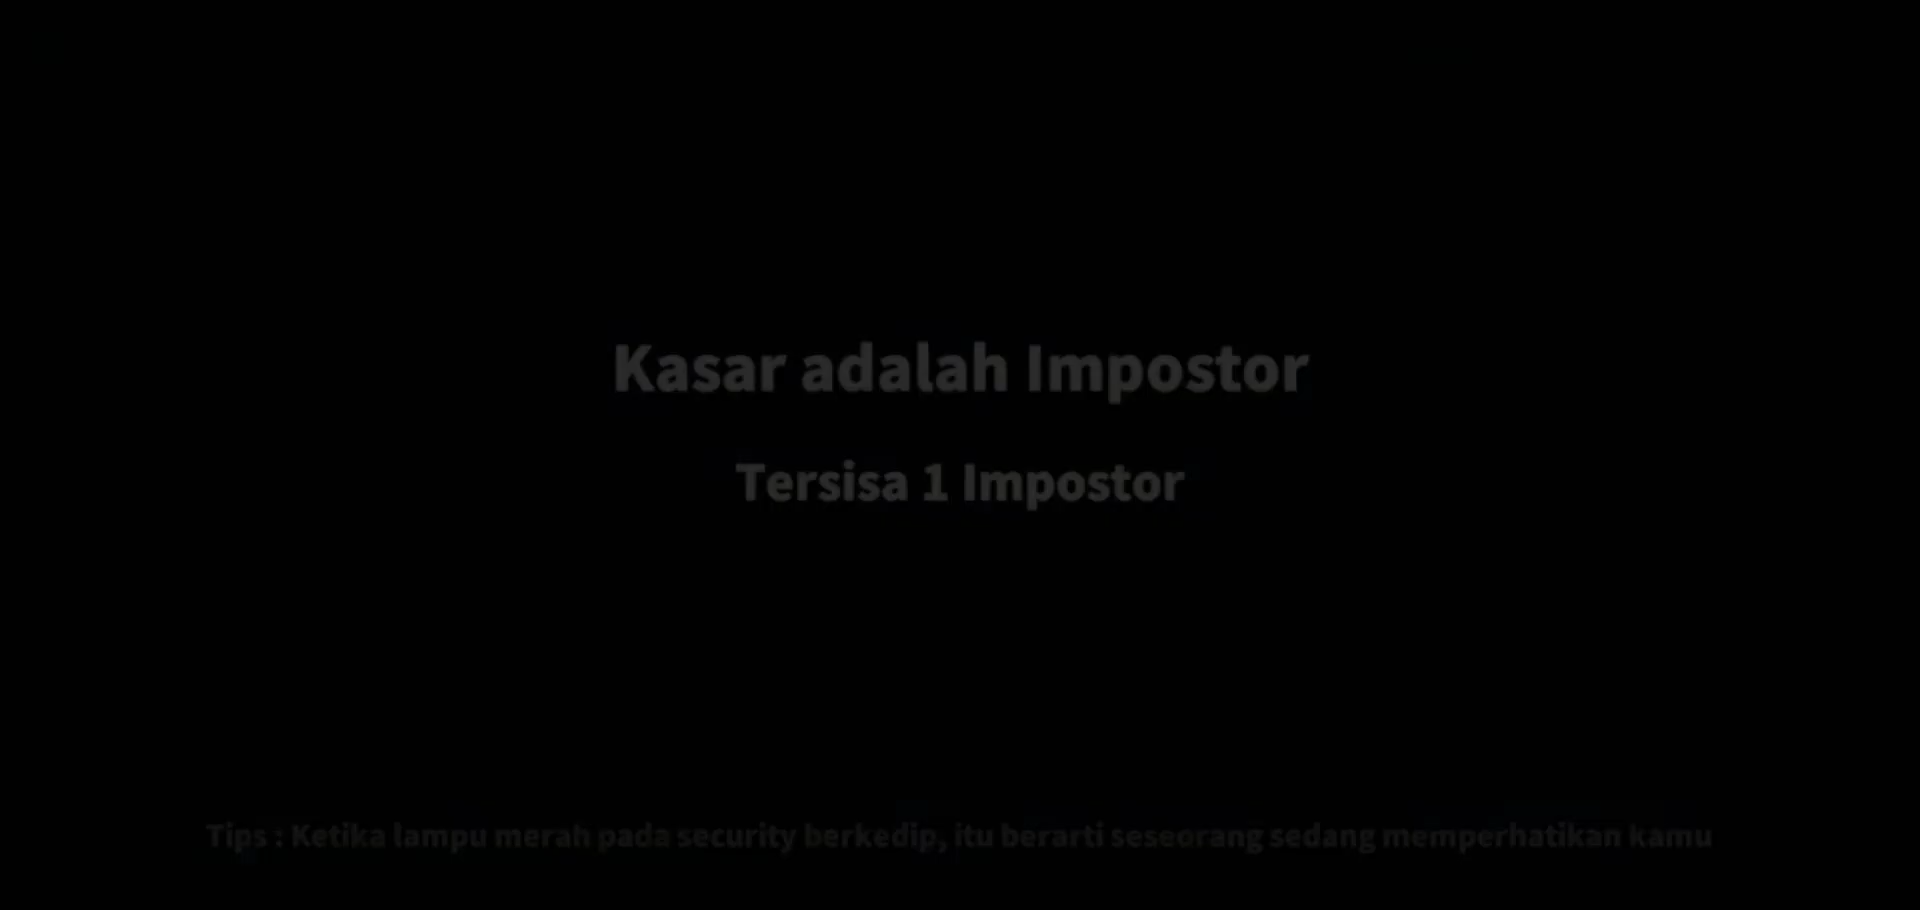 Kasar adalah Impostor
Tersisa 1 Impostor
Tips : Ketika lampu merah pada security berkedip, itu berarti seseorang sedang memperhatikan kamu